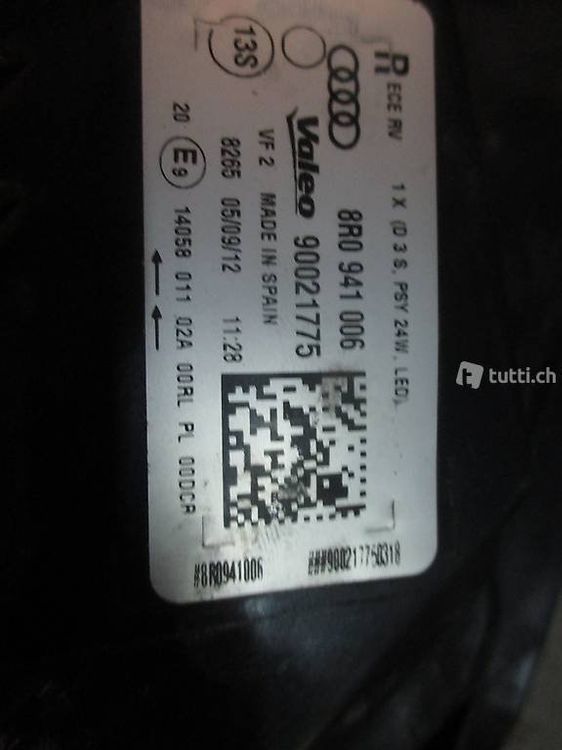 R
ECE RV 1 X (D 3 S, PSY 24W, LED).
8R0 941 006
Valeo 90021775
VF 2 MADE IN SPAIN
13S
8265 05/09/12 11:28
20 E9 14058 011 02A 00RL PL 00DCR
#8R0941006
tutti.ch